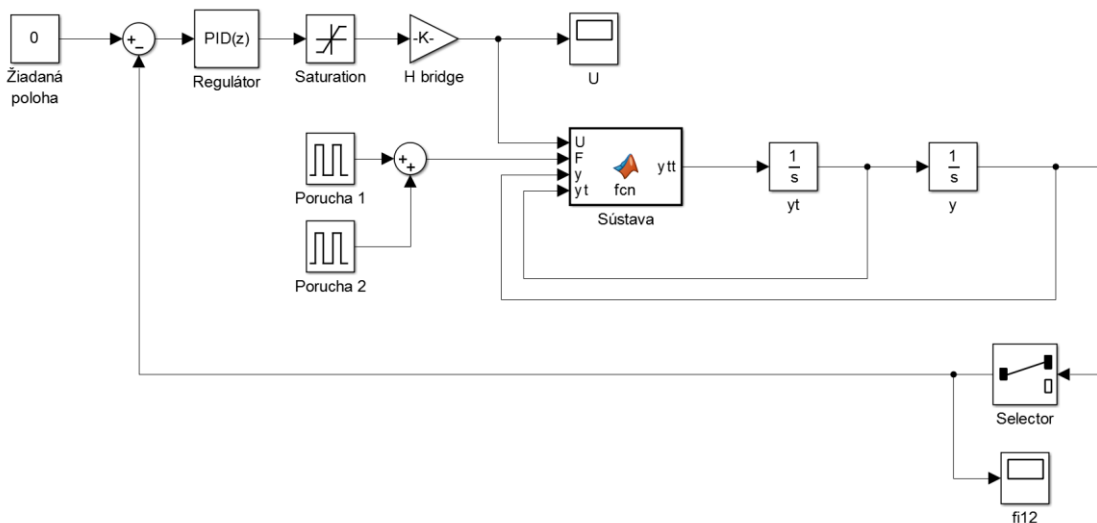 0
Žiadaná
poloha
+
−
PID(z)
Regulátor
Saturation
-K-
H bridge
U
Porucha 1
+
+
Porucha 2
U
F
y
yt
fcn
ytt
Sústava
1
s
yt
1
s
y
Selector
fi12